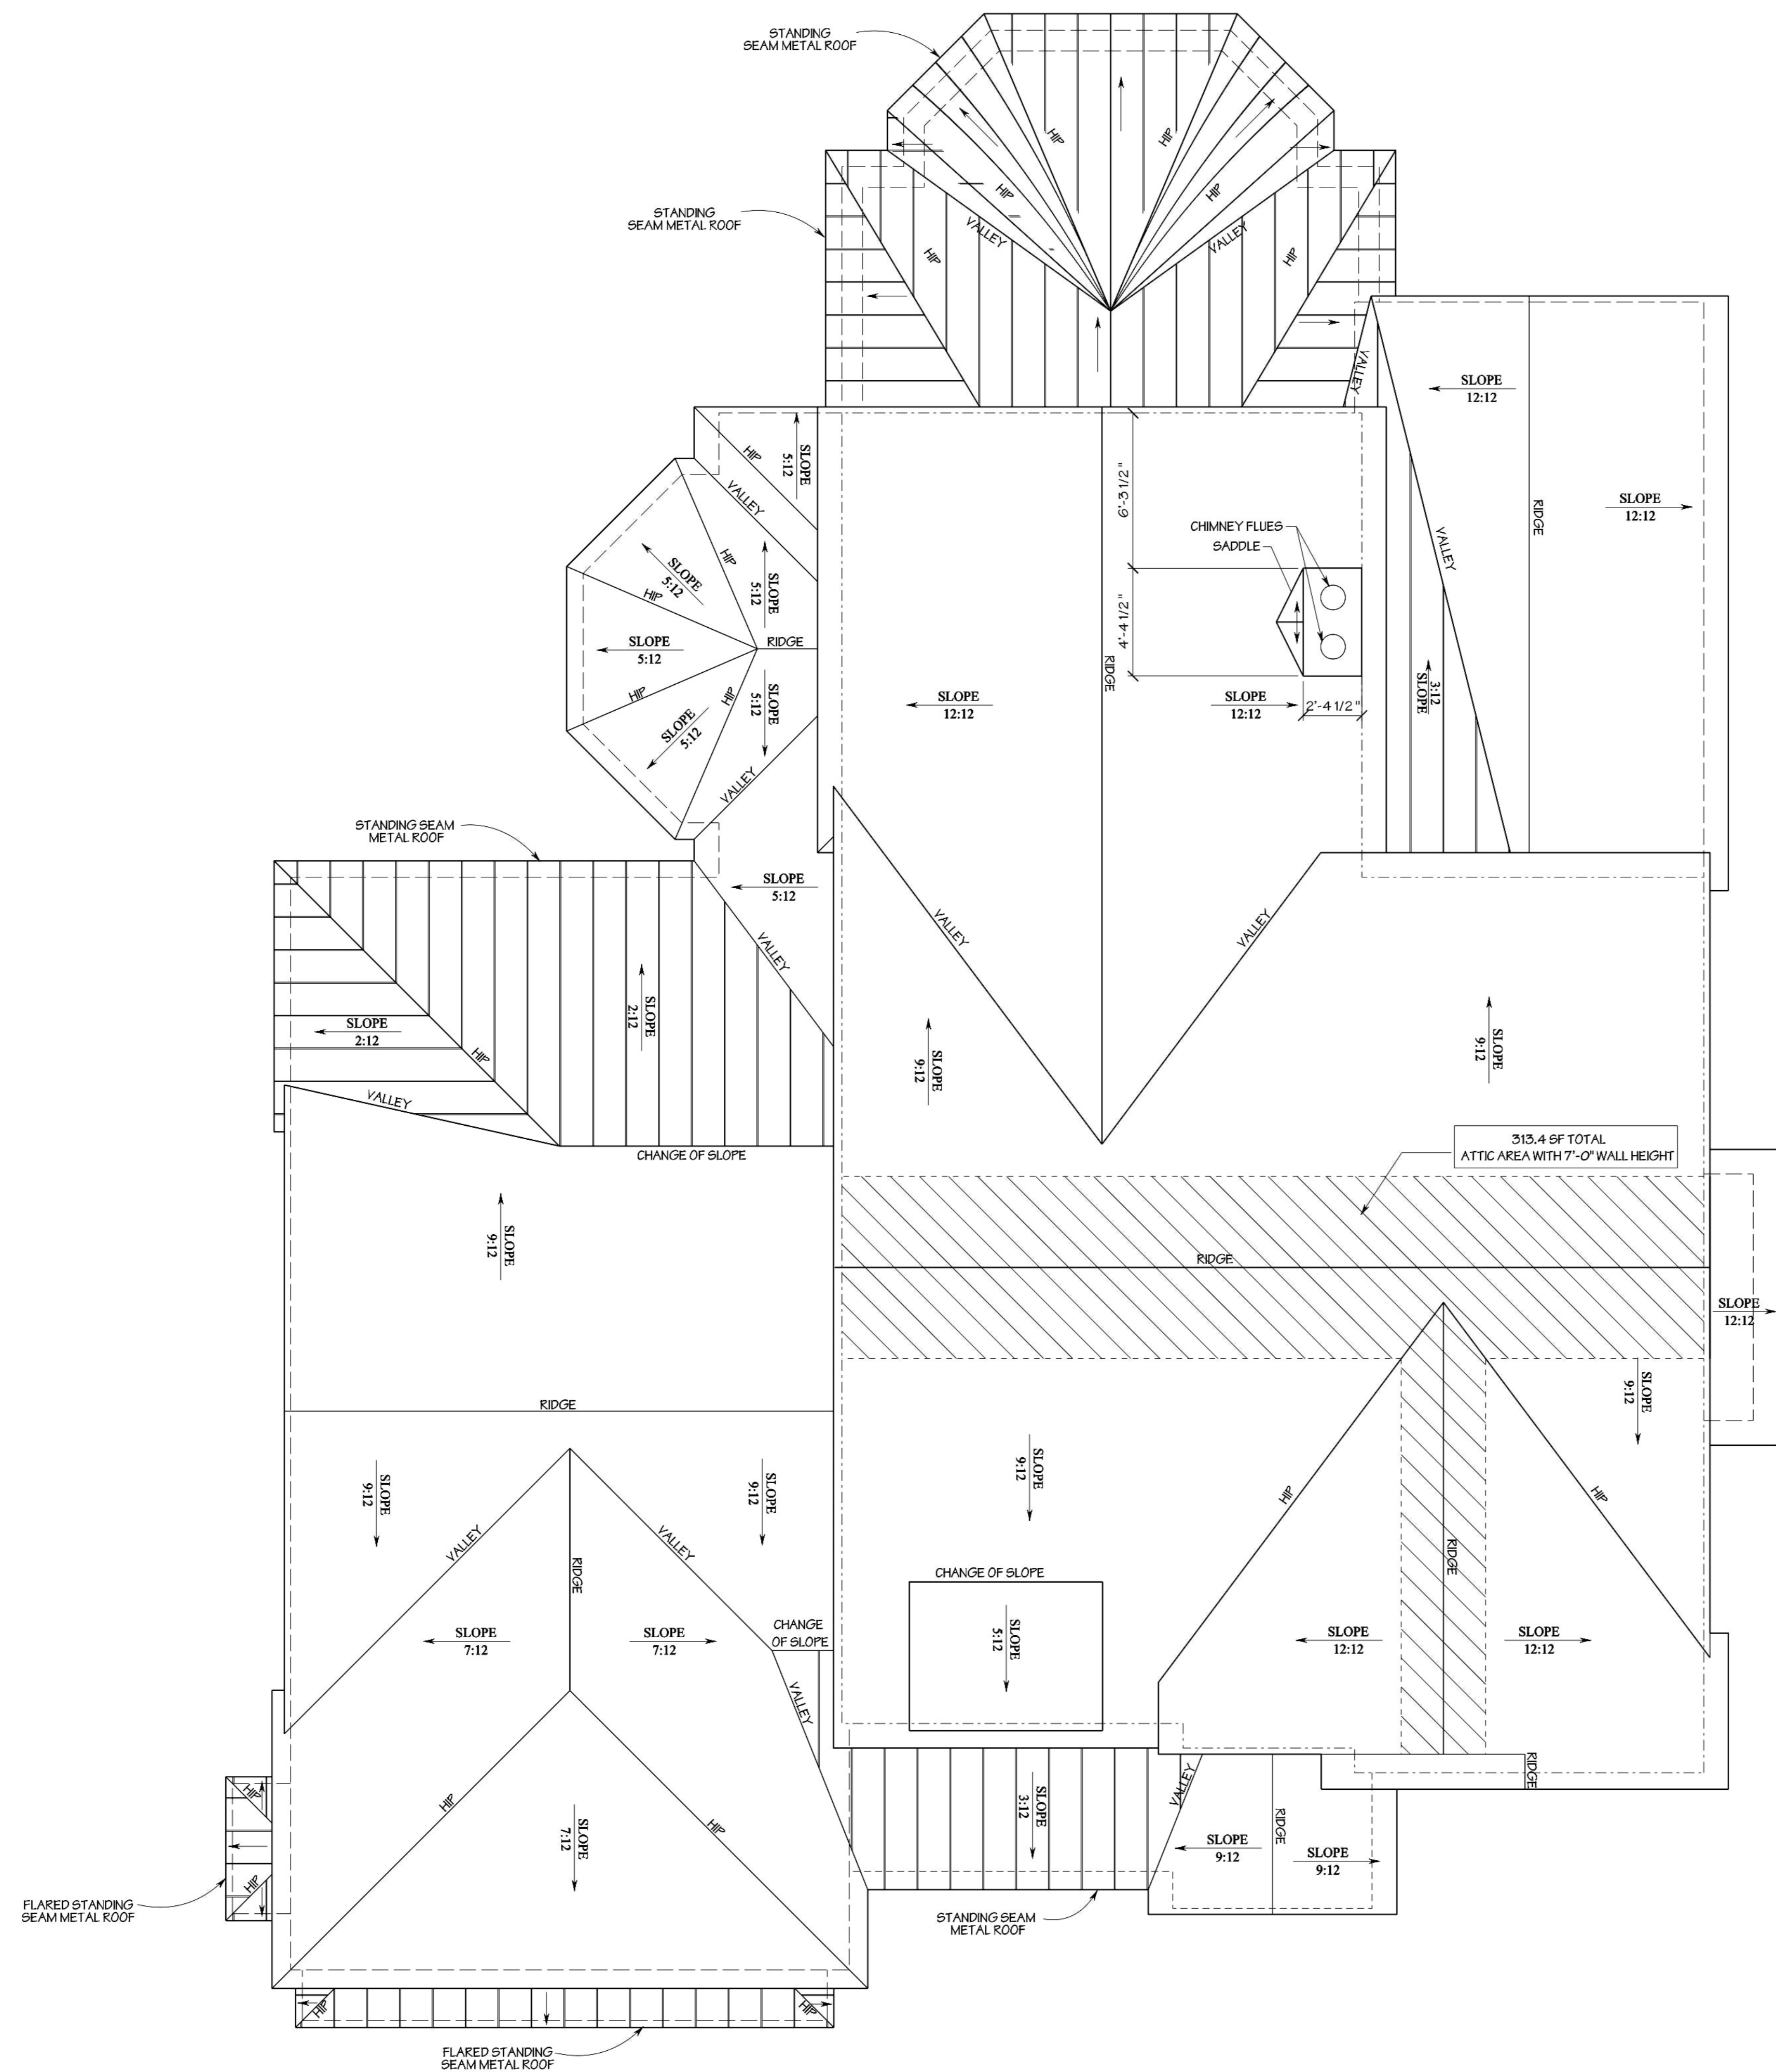 STANDING
SEAM METAL ROOF
HIP
HIP
HIP
HIP
STANDING
SEAM METAL ROOF
VALLEY
VALLEY
HIP
HIP
VALLEY
SLOPE
12:12
HIP
SLOPE
5:12
VALLEY
6'-3 1/2"
RIDGE
SLOPE
12:12
CHIMNEY FLUES
SADDLE
VALLEY
HIP
SLOPE
5:12
SLOPE
5:12
HIP
4'-4 1/2"
SLOPE
5:12
RIDGE
RIDGE
HIP
HIP
SLOPE
5:12
SLOPE
5:12
SLOPE
12:12
SLOPE
12:12
2'-4 1/2"
SLOPE
3:12
VALLEY
STANDING SEAM
METAL ROOF
SLOPE
5:12
VALLEY
VALLEY
VALLEY
SLOPE
2:12
SLOPE
2:12
HIP
SLOPE
9:12
SLOPE
9:12
VALLEY
CHANGE OF SLOPE
313.4 SF TOTAL
ATTIC AREA WITH 7'-0" WALL HEIGHT
SLOPE
9:12
RIDGE
SLOPE
12:12
RIDGE
SLOPE
9:12
SLOPE
9:12
SLOPE
9:12
SLOPE
9:12
HIP
HIP
VALLEY
VALLEY
RIDGE
RIDGE
CHANGE OF SLOPE
SLOPE
5:12
SLOPE
7:12
SLOPE
7:12
CHANGE
OF SLOPE
SLOPE
12:12
SLOPE
12:12
VALLEY
HIP
HIP
SLOPE
7:12
HIP
HIP
SLOPE
3:12
VALLEY
RIDGE
RIDGE
SLOPE
9:12
SLOPE
9:12
FLARED STANDING
SEAM METAL ROOF
STANDING SEAM
METAL ROOF
HIP
HIP
FLARED STANDING
SEAM METAL ROOF